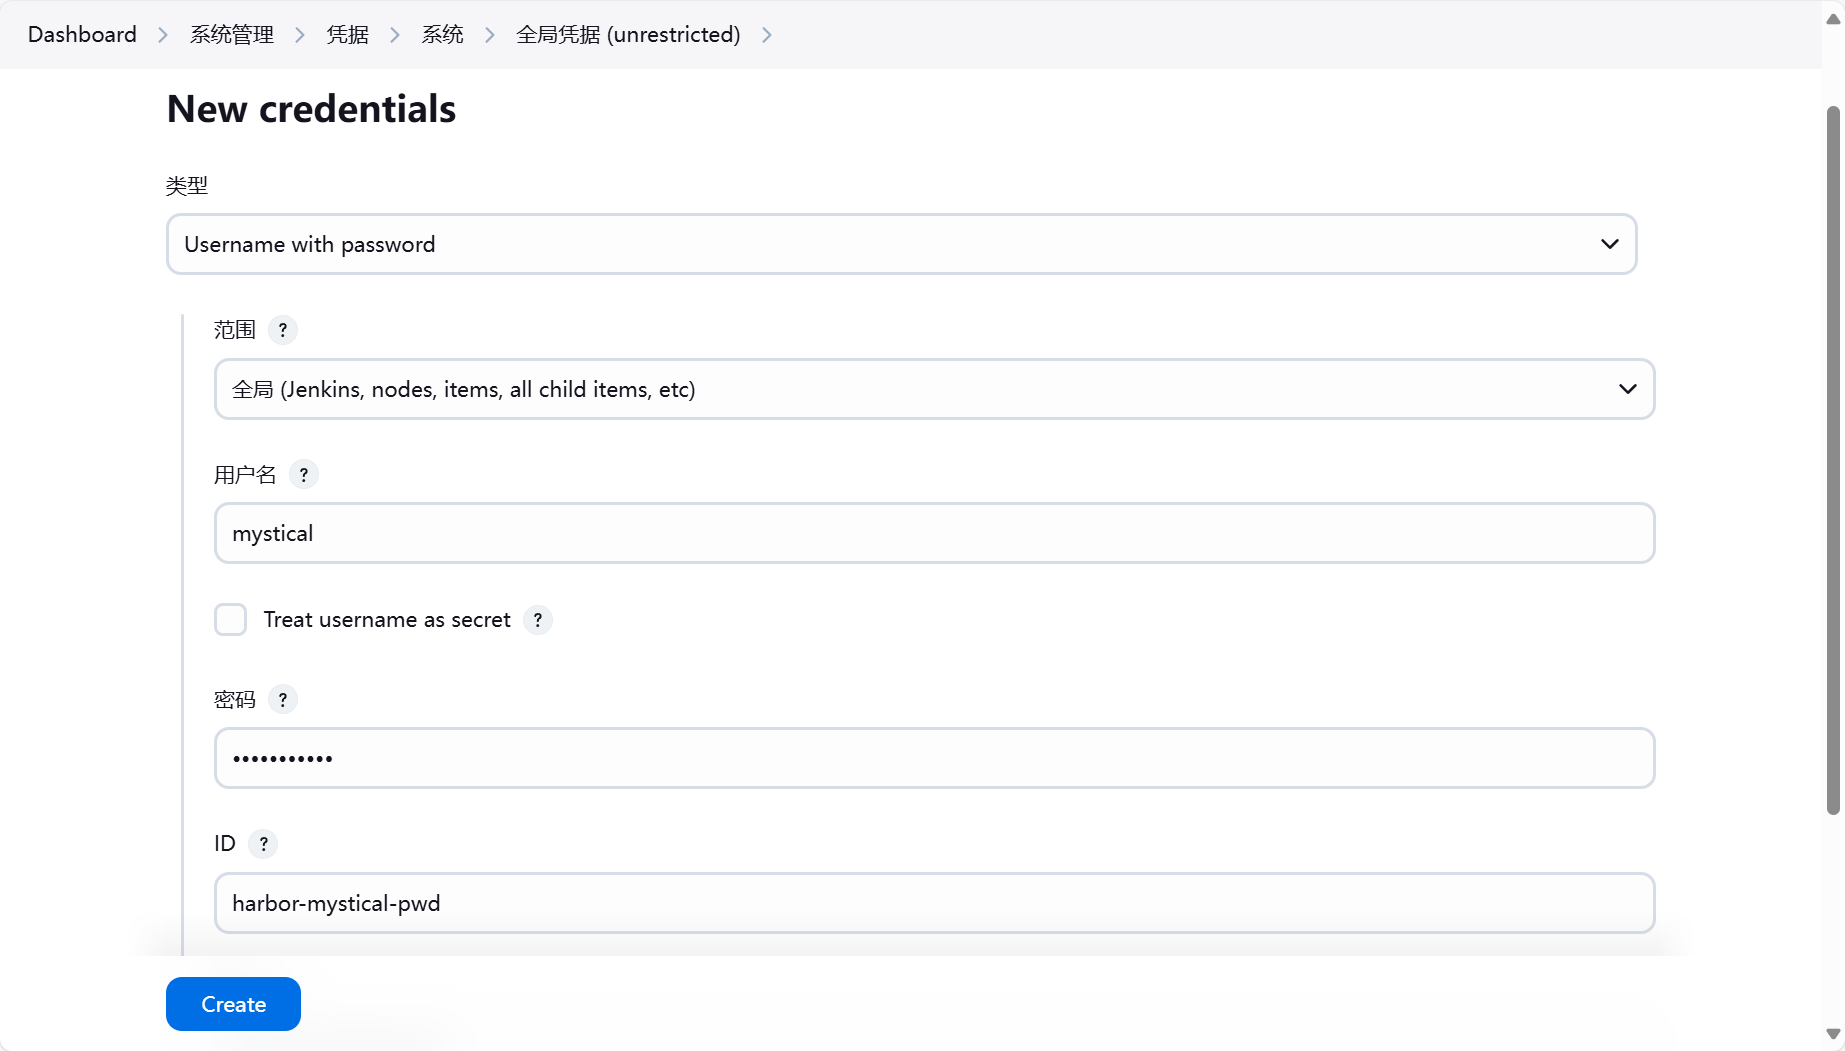 Dashboard > 系统管理 > 凭据 > 系统 > 全局凭据 (unrestricted) >
New credentials
类型
Username with password
范围 ?
全局 (Jenkins, nodes, items, all child items, etc)
用户名 ?
mystical
Treat username as secret ?
密码 ?
•••••••••••
ID ?
harbor-mystical-pwd
Create